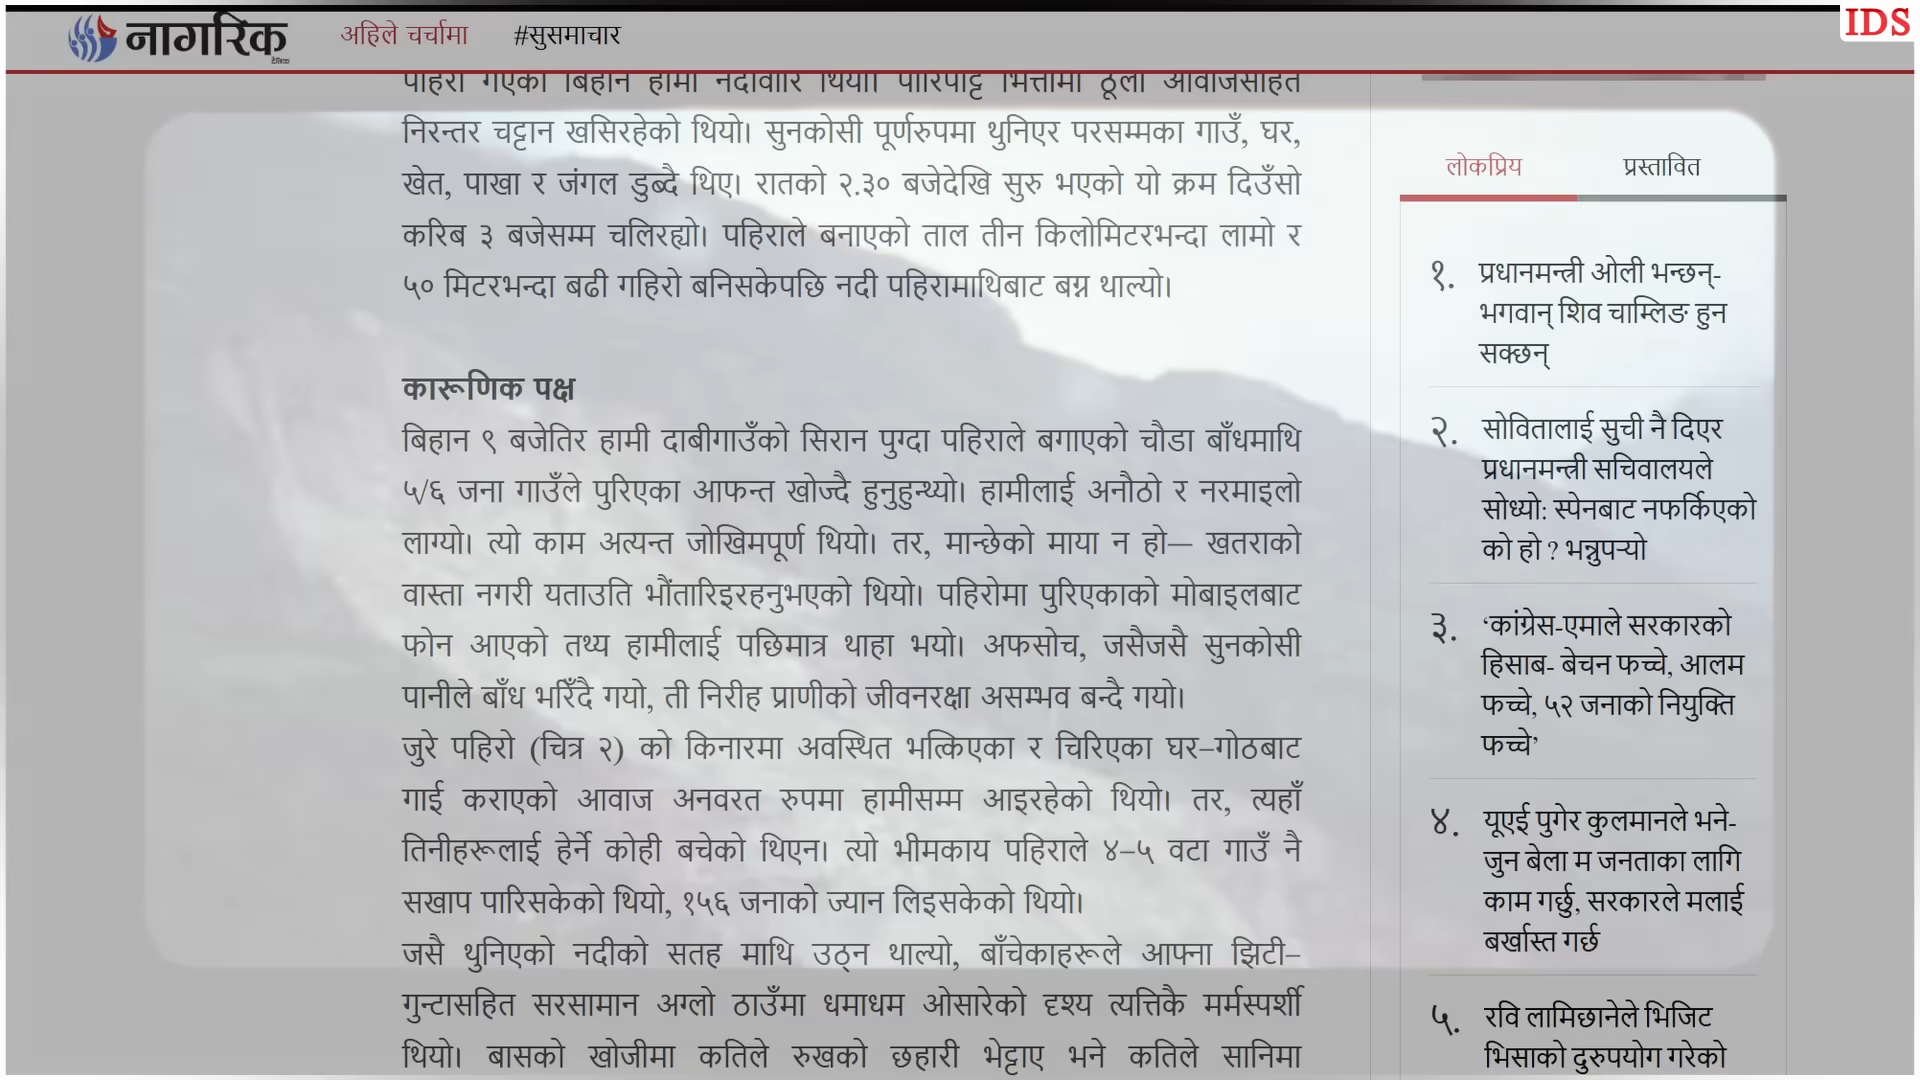 नागरिक
दैनिक
अहिले चर्चामा
#सुसमाचार
IDS
पहिरो गएको बिहान हामी नदीवारि थियौं। पारिपट्टि भित्तामा ठूलो आवाजसहित
निरन्तर चट्टान खसिरहेको थियो। सुनकोसी पूर्णरुपमा थुनिएर परसम्मका गाउँ, घर,
खेत, पाखा र जंगल डुब्दै थिए। रातको २.३० बजेदेखि सुरु भएको यो क्रम दिउँसो
करिब ३ बजेसम्म चलिरह्यो। पहिराले बनाएको ताल तीन किलोमिटरभन्दा लामो र
५० मिटरभन्दा बढी गहिरो बनिसकेपछि नदी पहिरामाथिबाट बग्न थाल्यो।
कारूणिक पक्ष
बिहान ९ बजेतिर हामी दाबीगाउँको सिरान पुग्दा पहिराले बगाएको चौडा बाँधमाथि
५/६ जना गाउँले पुरिएका आफन्त खोज्दै हुनुहुन्थ्यो। हामीलाई अनौठो र नरमाइलो
लाग्यो। त्यो काम अत्यन्त जोखिमपूर्ण थियो। तर, मान्छेको माया न हो— खतराको
वास्ता नगरी यताउति भौंतारिइरहनुभएको थियो। पहिरोमा पुरिएकाको मोबाइलबाट
फोन आएको तथ्य हामीलाई पछिमात्र थाहा भयो। अफसोच, जसैजसै सुनकोसी
पानीले बाँध भरिँदै गयो, ती निरीह प्राणीको जीवनरक्षा असम्भव बन्दै गयो।
जुरे पहिरो (चित्र २) को किनारमा अवस्थित भत्किएका र चिरिएका घर–गोठबाट
गाई कराएको आवाज अनवरत रुपमा हामीसम्म आइरहेको थियो। तर, त्यहाँ
तिनीहरूलाई हेर्ने कोही बचेको थिएन। त्यो भीमकाय पहिराले ४–५ वटा गाउँ नै
सखाप पारिसकेको थियो, १५६ जनाको ज्यान लिइसकेको थियो।
जसै थुनिएको नदीको सतह माथि उठ्न थाल्यो, बाँचेकाहरूले आफ्ना झिटी–
गुन्टासहित सरसामान अग्लो ठाउँमा धमाधम ओसारेको दृश्य त्यत्तिकै मर्मस्पर्शी
थियो। बासको खोजीमा कतिले रुखको छहारी भेट्टाए भने कतिले सानिमा
लोकप्रिय
प्रस्तावित
१. प्रधानमन्त्री ओली भन्छन्-
भगवान् शिव चाम्लिङ हुन
सक्छन्
२. सोवितालाई सुची नै दिएर
प्रधानमन्त्री सचिवालयले
सोध्यो: स्पेनबाट नफर्किएको
को हो ? भन्नुपर्‍यो
३. ‘कांग्रेस-एमाले सरकारको
हिसाब- बेचन फच्चे, आलम
फच्चे, ५२ जनाको नियुक्ति
फच्चे’
४. यूएई पुगेर कुलमानले भने-
जुन बेला म जनताका लागि
काम गर्छु, सरकारले मलाई
बर्खास्त गर्छ
५. रवि लामिछानेले भिजिट
भिसाको दुरुपयोग गरेको